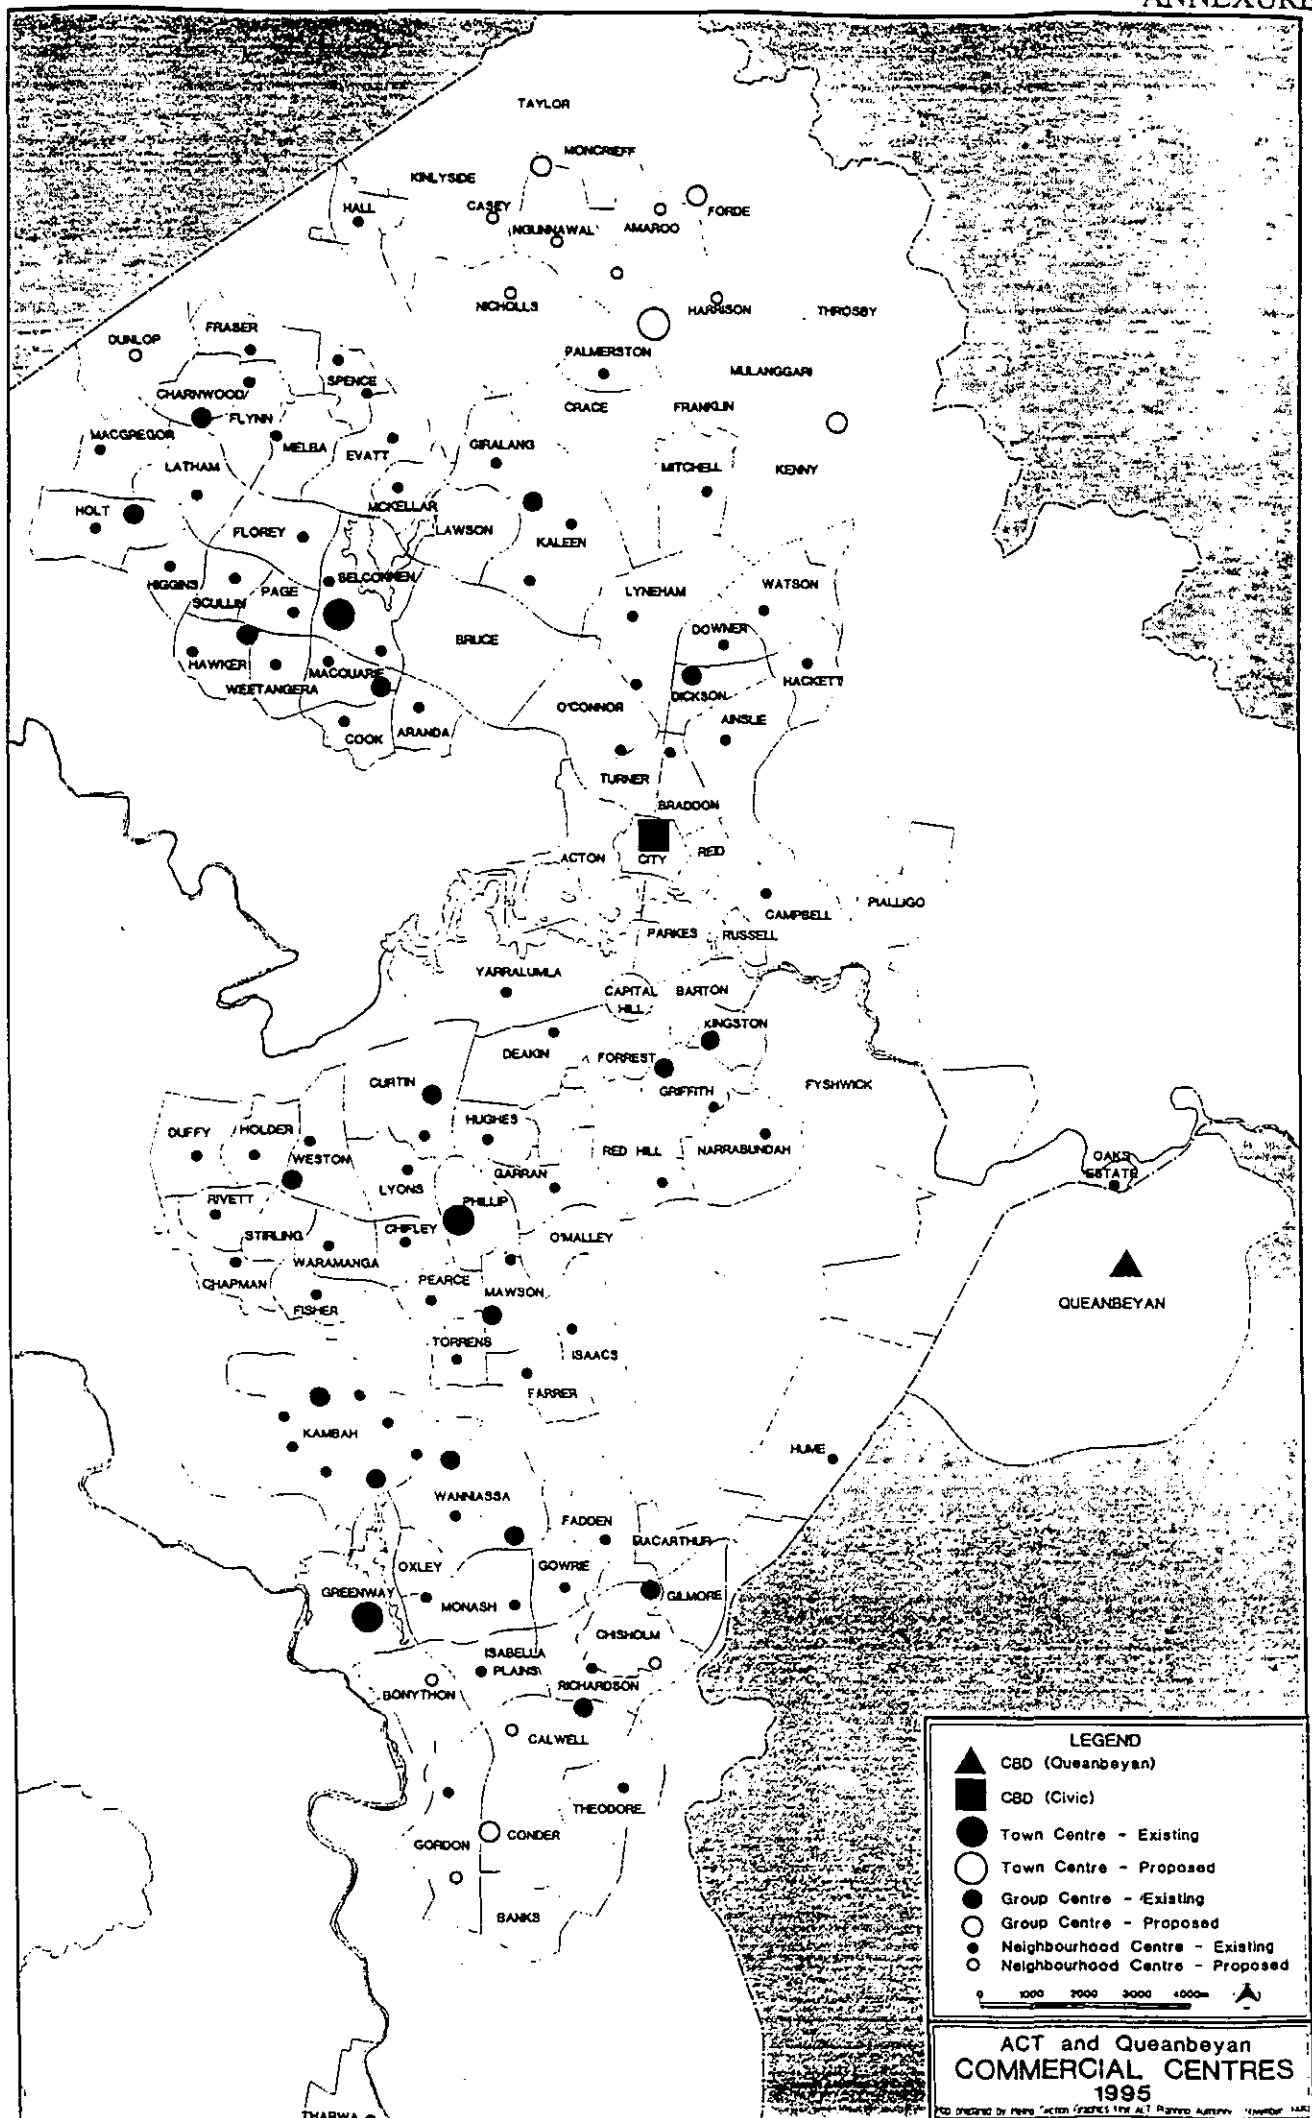 ANNEXURE
TAYLOR
MONCRIEFF
KINLYSIDE
HALL
CASEY
NGUNNAWAL
AMAROO
FORDE
NICHOLLS
HARRISON
THROSBY
DUNLOP
FRASER
SPENCE
PALMERSTON
MULANGGARI
CHARNWOOD/
FLYNN
CRACE
FRANKLIN
MACGREGOR
MELBA
EVATT
GIRALANG
LATHAM
MITCHELL
KENNY
HOLT
MCKELLAR
FLOREY
LAWSON
KALEEN
HIGGINS
SCULLIN
PAGE
BELCONNEN
LYNEHAM
WATSON
BRUCE
DOWNER
HAWKER
WEETANGERA
MACQUARIE
DICKSON
HACKETT
O'CONNOR
AINSLIE
COOK
ARANDA
TURNER
BRADDON
ACTON
CITY
REID
CAMPBELL
PIALLIGO
PARKES
RUSSELL
YARRALUMLA
CAPITAL
HILL
BARTON
KINGSTON
DEAKIN
FORREST
CURTIN
GRIFFITH
FYSHWICK
DUFFY
HOLDER
HUGHES
WESTON
RED HILL
NARRABUNDAH
OAKS
ESTATE
RIVETT
LYONS
GARRAN
PHILLIP
STIRLING
CHIFLEY
O'MALLEY
CHAPMAN
WARAMANGA
PEARCE
MAWSON
FISHER
QUEANBEYAN
TORRENS
ISAACS
FARRER
KAMBAH
HUME
WANNIASSA
FADDEN
MACARTHUR
OXLEY
GOWRIE
GREENWAY
MONASH
GILMORE
CHISHOLM
ISABELLA
PLAINS
BONYTHON
RICHARDSON
CALWELL
THEODORE
GORDON
CONDER
BANKS
THARWA
LEGEND
CBD (Queanbeyan)
CBD (Civic)
Town Centre - Existing
Town Centre - Proposed
Group Centre - Existing
Group Centre - Proposed
Neighbourhood Centre - Existing
Neighbourhood Centre - Proposed
0 1000 2000 3000 4000m
ACT and Queanbeyan
COMMERCIAL CENTRES
1995